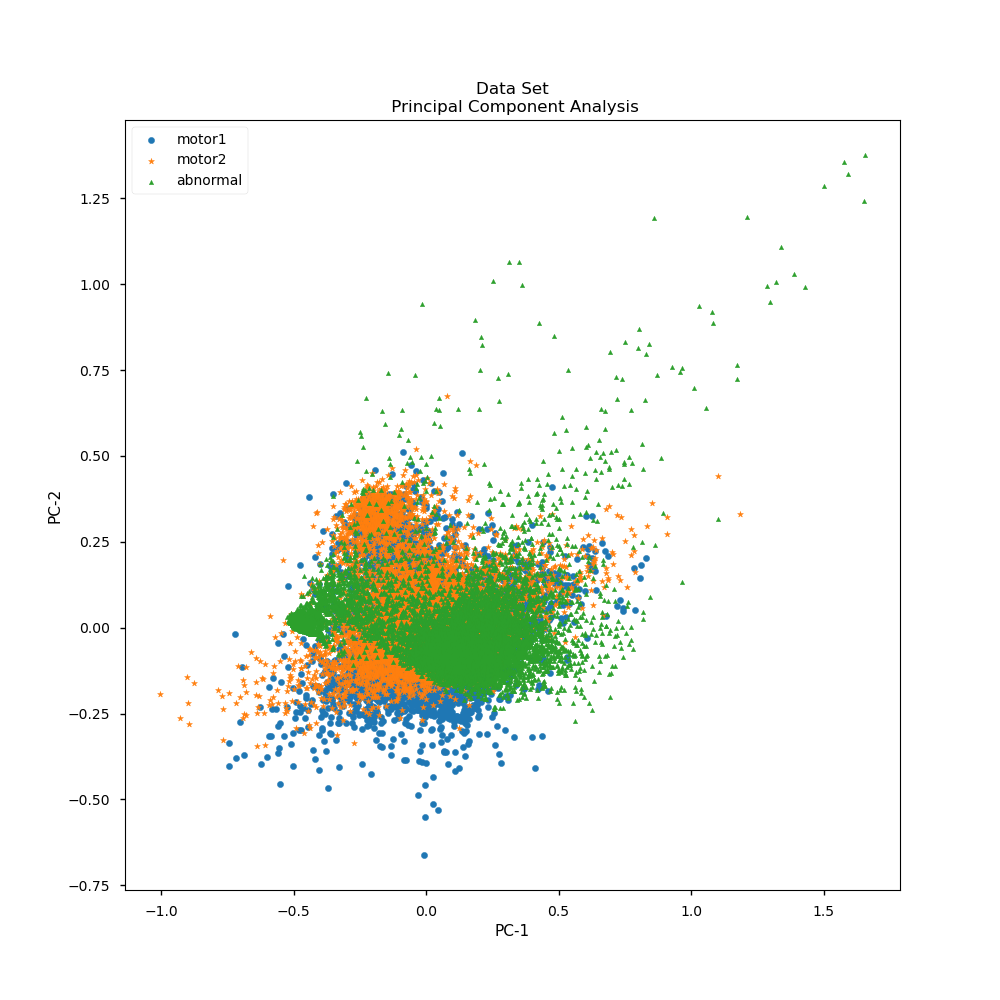 Data Set
Principal Component Analysis
motor1
motor2
abnormal
1.25
1.00
0.75
0.50
0.25
0.00
−0.25
−0.50
−0.75
PC-2
−1.0
−0.5
0.0
0.5
1.0
1.5
PC-1